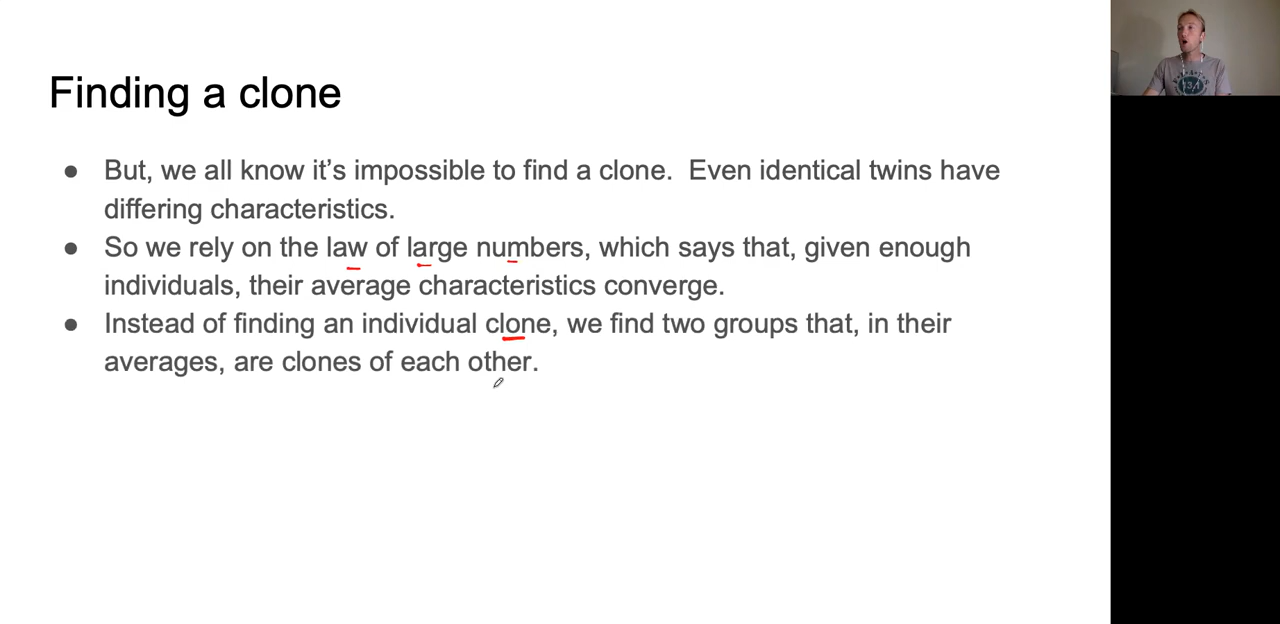 Finding a clone
● But, we all know it's impossible to find a clone.  Even identical twins have
differing characteristics.
● So we rely on the law of large numbers, which says that, given enough
individuals, their average characteristics converge.
● Instead of finding an individual clone, we find two groups that, in their
averages, are clones of each other.
13.1